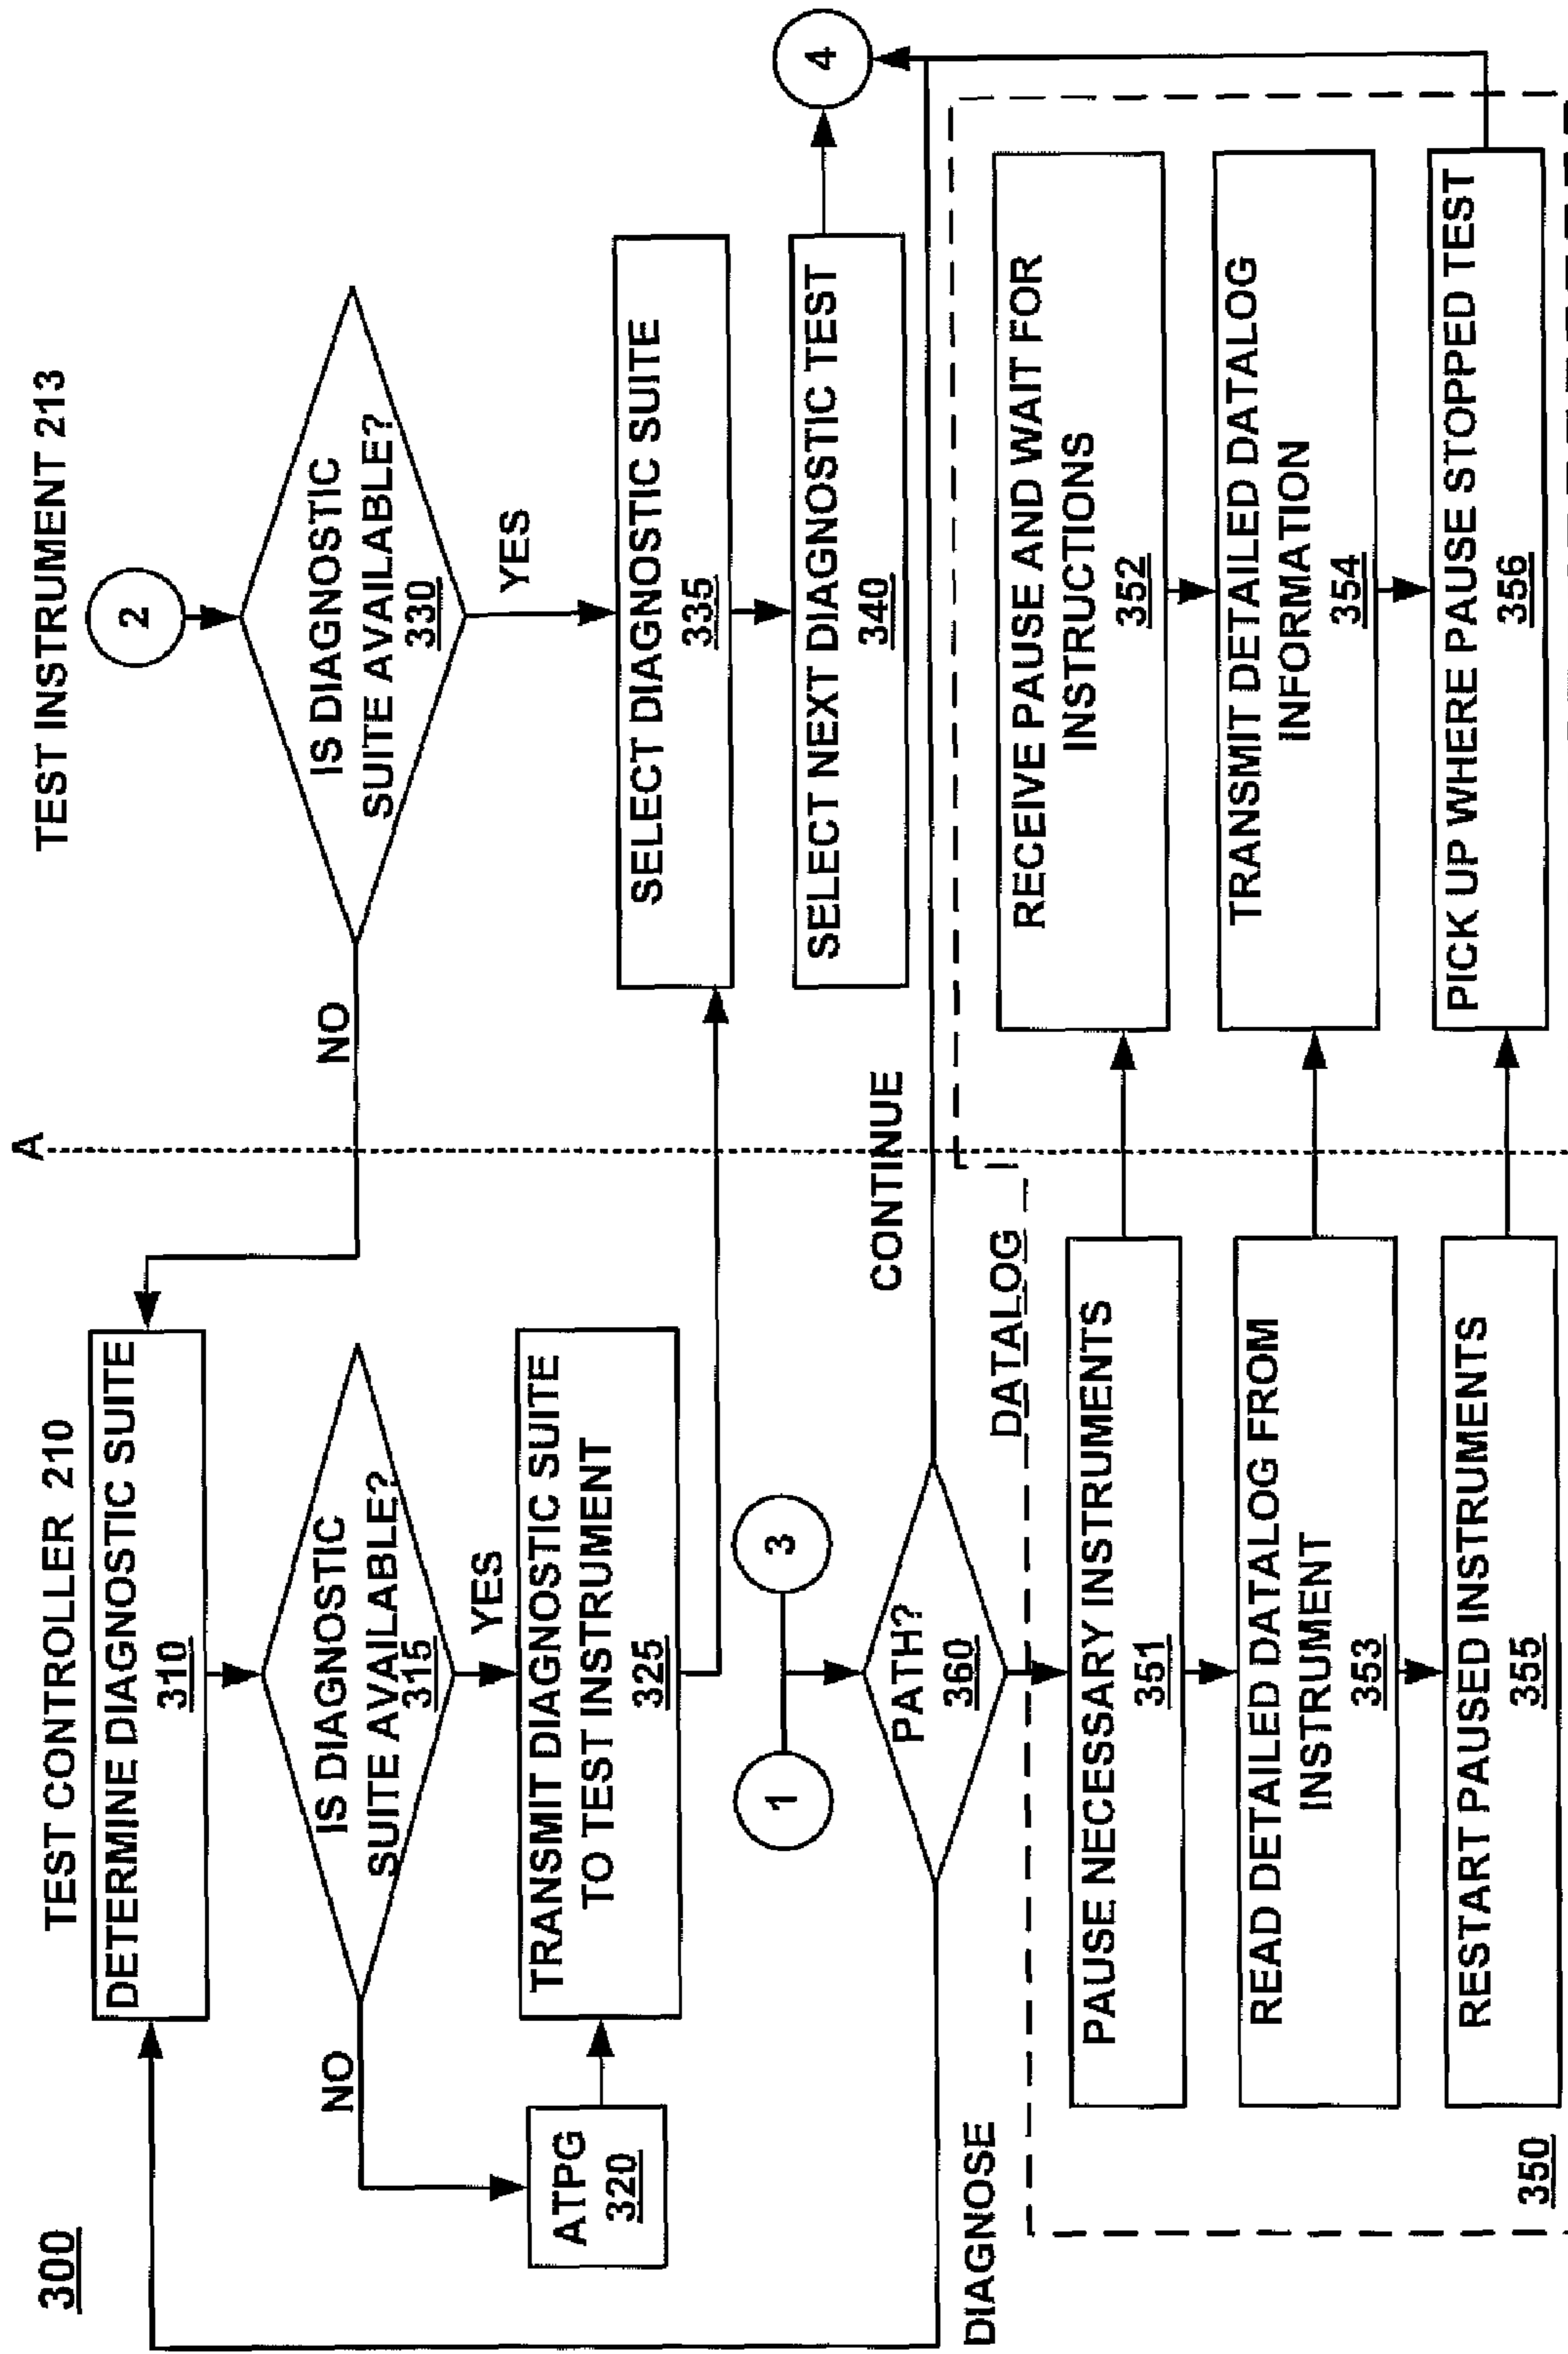 300
TEST CONTROLLER 210
A
TEST INSTRUMENT 213
DETERMINE DIAGNOSTIC SUITE
310
IS DIAGNOSTIC
SUITE AVAILABLE?
315
NO
YES
ATPG
320
TRANSMIT DIAGNOSTIC SUITE
TO TEST INSTRUMENT
325
2
IS DIAGNOSTIC
SUITE AVAILABLE?
330
NO
YES
SELECT DIAGNOSTIC SUITE
335
SELECT NEXT DIAGNOSTIC TEST
340
4
1
3
PATH?
360
DIAGNOSE
CONTINUE
DATALOG
PAUSE NECESSARY INSTRUMENTS
351
RECEIVE PAUSE AND WAIT FOR
INSTRUCTIONS
352
READ DETAILED DATALOG FROM
INSTRUMENT
353
TRANSMIT DETAILED DATALOG
INFORMATION
354
RESTART PAUSED INSTRUMENTS
355
PICK UP WHERE PAUSE STOPPED TEST
356
350